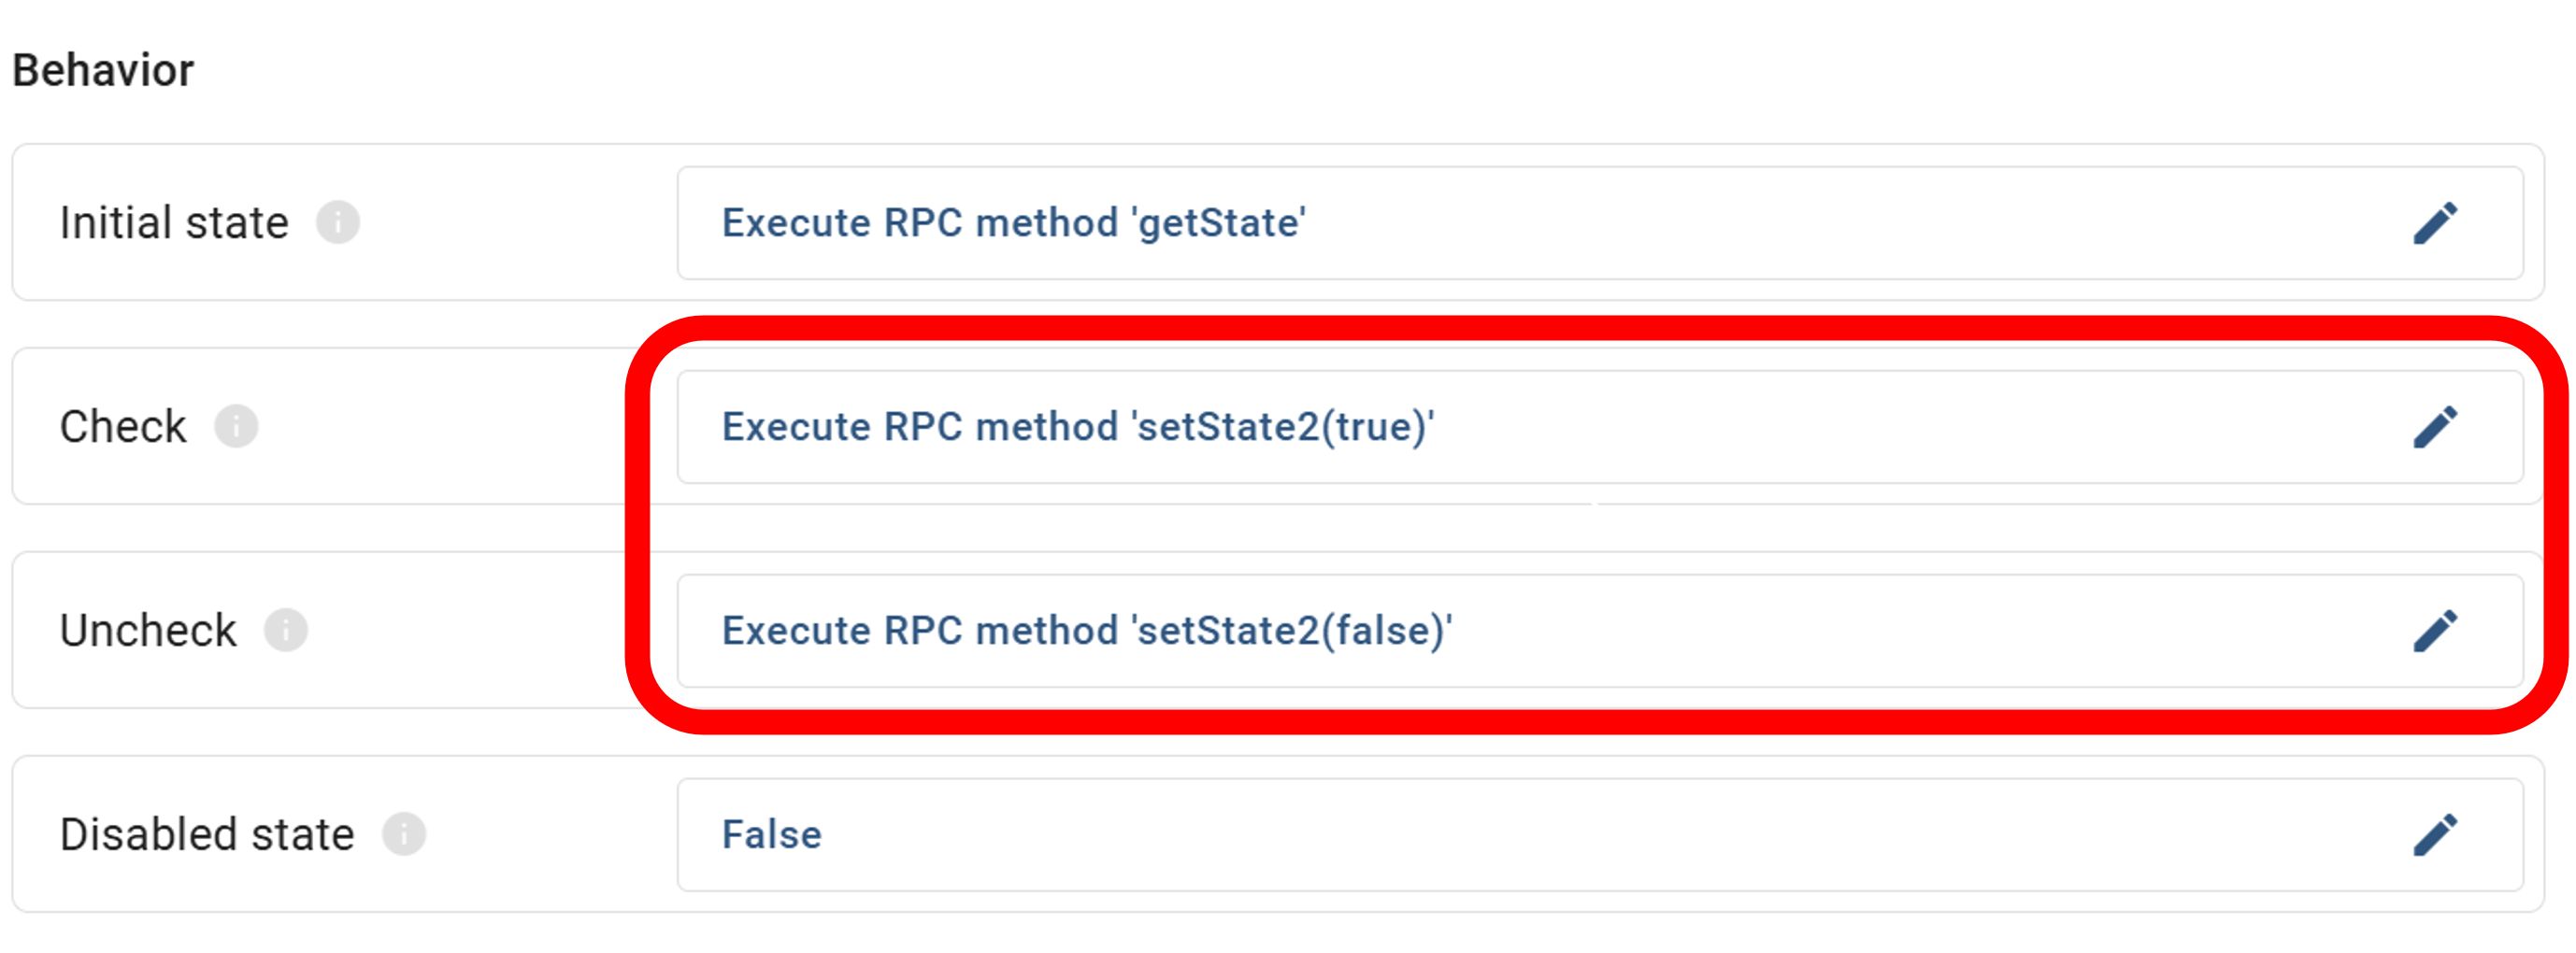 Behavior
Initial state
Execute RPC method 'getState'
Check
Execute RPC method 'setState2(true)'
Uncheck
Execute RPC method 'setState2(false)'
Disabled state
False